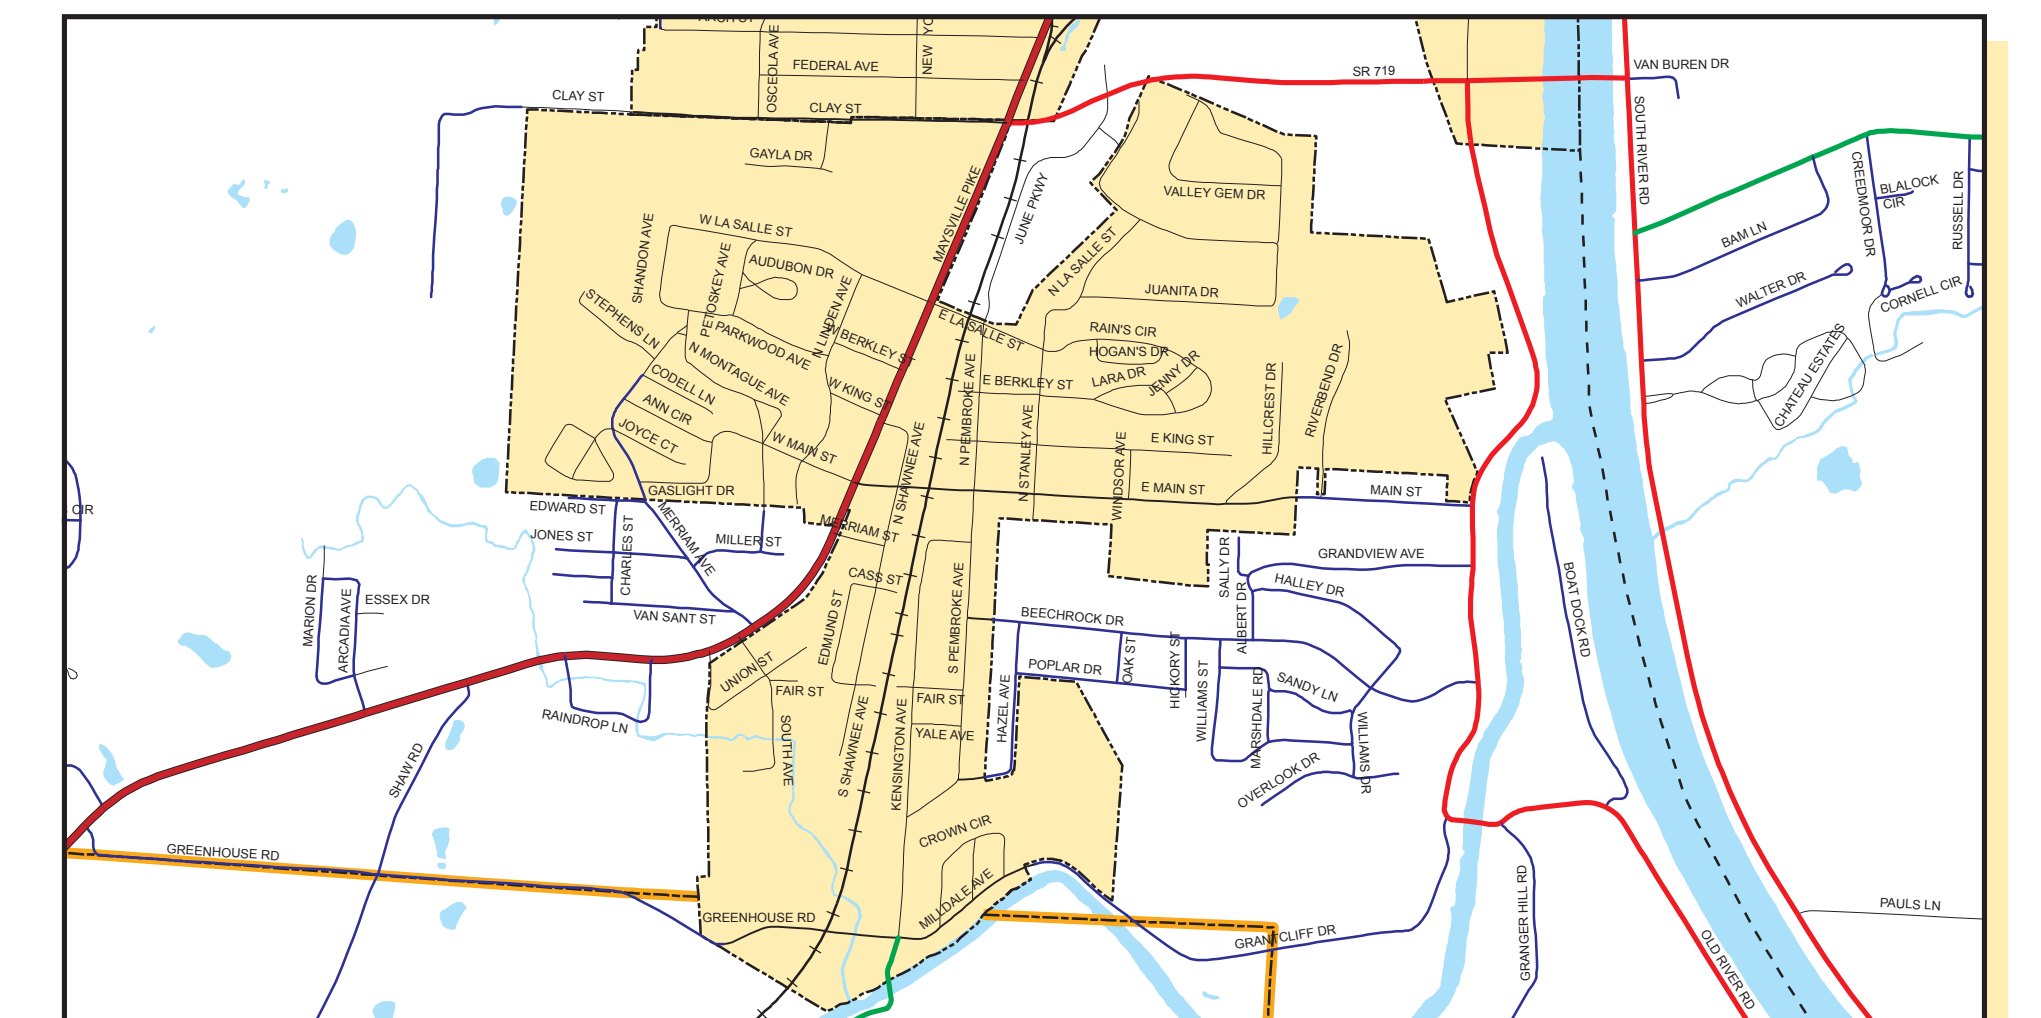 ARCH ST
OSCEOLA AVE
NEW YO
FEDERAL AVE
SR 719
VAN BUREN DR
CLAY ST
CLAY ST
SOUTH RIVER RD
GAYLA DR
MAYSVILLE PIKE
JUNE PKWY
VALLEY GEM DR
CREEDMOOR DR
BLALOCK
CIR
RUSSELL DR
SHANDON AVE
W LA SALLE ST
PETOSKEY AVE
AUDUBON DR
N LA SALLE ST
BAM LN
JUANITA DR
WALTER DR
CORNELL CIR
STEPHENS LN
PARKWOOD AVE
N LINDEN AVE
W BERKLEY ST
E LA SALLE ST
RAIN'S CIR
HOGAN'S DR
LARA DR
JENNY DR
CHATEAU ESTATES
N MONTAGUE AVE
CODELL LN
W KING ST
E BERKLEY ST
N PEMBROKE AVE
HILLCREST DR
RIVERBEND DR
ANN CIR
JOYCE CT
W MAIN ST
N SHAWNEE AVE
N STANLEY AVE
WINDSOR AVE
E KING ST
GASLIGHT DR
E MAIN ST
MAIN ST
CIR
EDWARD ST
JONES ST
CHARLES ST
MERRIAM AVE
MILLER ST
MERRIAM ST
SALLY DR
GRANDVIEW AVE
CASS ST
HALLEY DR
BOAT DOCK RD
MARION DR
ARCADIA AVE
ESSEX DR
VAN SANT ST
EDMUND ST
S PEMBROKE AVE
BEECHROCK DR
ALBERT DR
UNION ST
FAIR ST
FAIR ST
POPLAR DR
OAK ST
HICKORY ST
WILLIAMS ST
MARSHDALE RD
SANDY LN
RAINDROP LN
SOUTH AVE
S SHAWNEE AVE
KENSINGTON AVE
YALE AVE
HAZEL AVE
WILLIAMS DR
OVERLOOK DR
SHAW RD
CROWN CIR
GREENHOUSE RD
MILLDALE AVE
GREENHOUSE RD
GRANTCLIFF DR
GRANGER HILL RD
OLD RIVER RD
PAULS LN